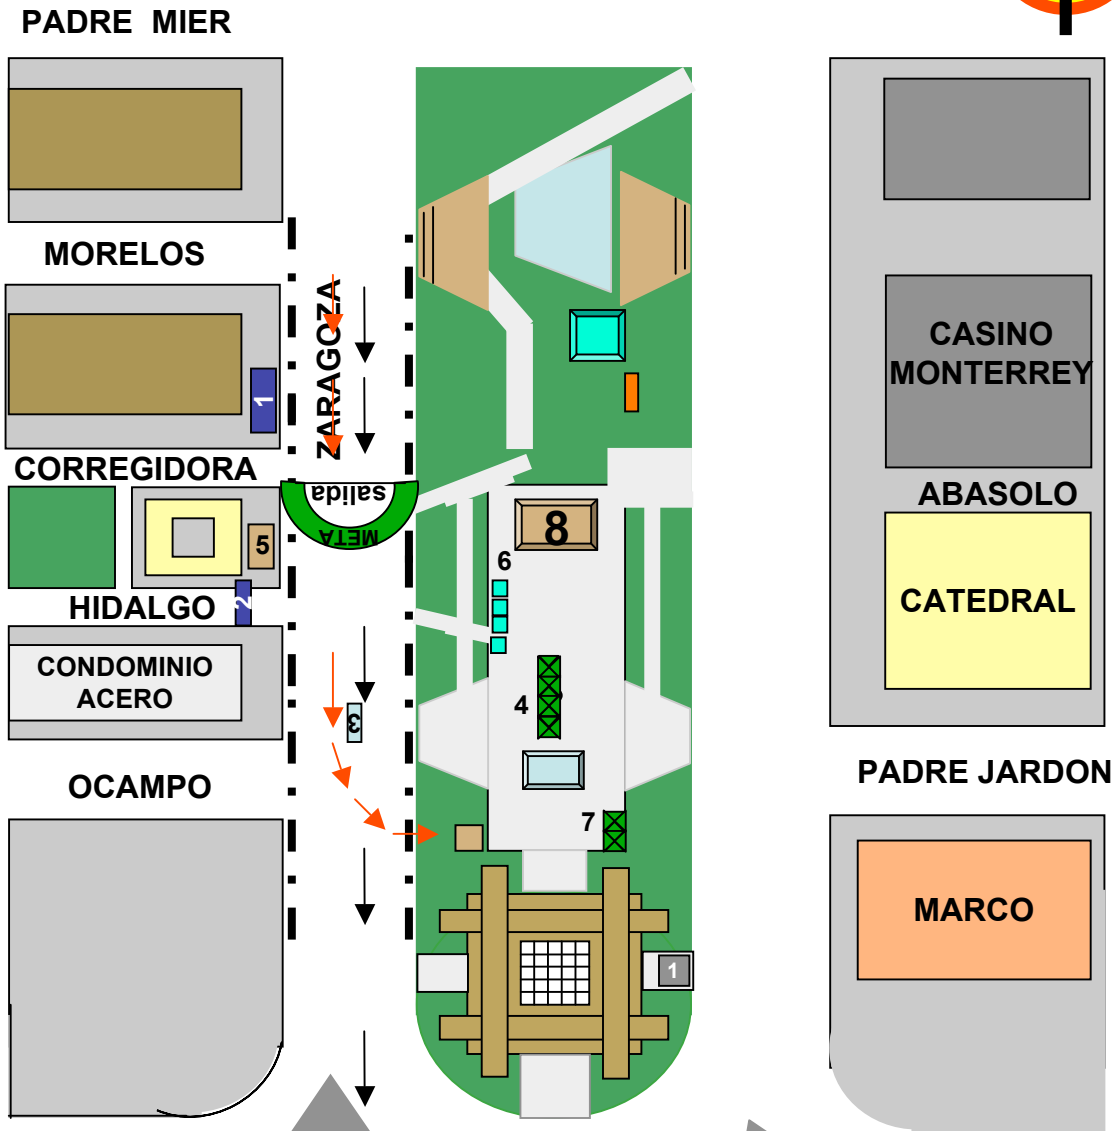 PADRE MIER
MORELOS
ZARAGOZA
1
CASINO
MONTERREY
CORREGIDORA
salida
META
ABASOLO
8
5
6
HIDALGO
2
CATEDRAL
CONDOMINIO
ACERO
4
3
OCAMPO
PADRE JARDON
7
MARCO
1